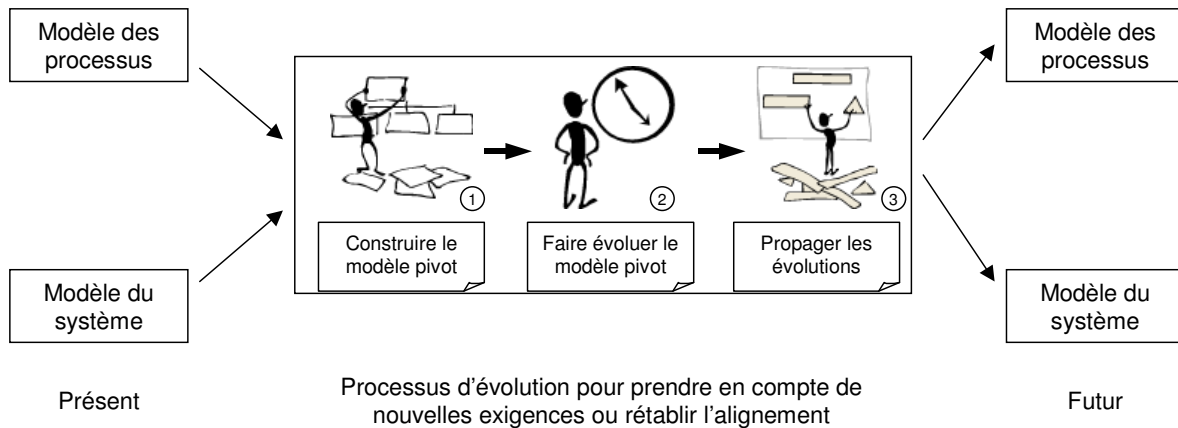 Modèle des
processus
Modèle du
système
Présent
1
2
3
Construire le
modèle pivot
Faire évoluer le
modèle pivot
Propager les
évolutions
Processus d’évolution pour prendre en compte de
nouvelles exigences ou rétablir l’alignement
Modèle des
processus
Modèle du
système
Futur